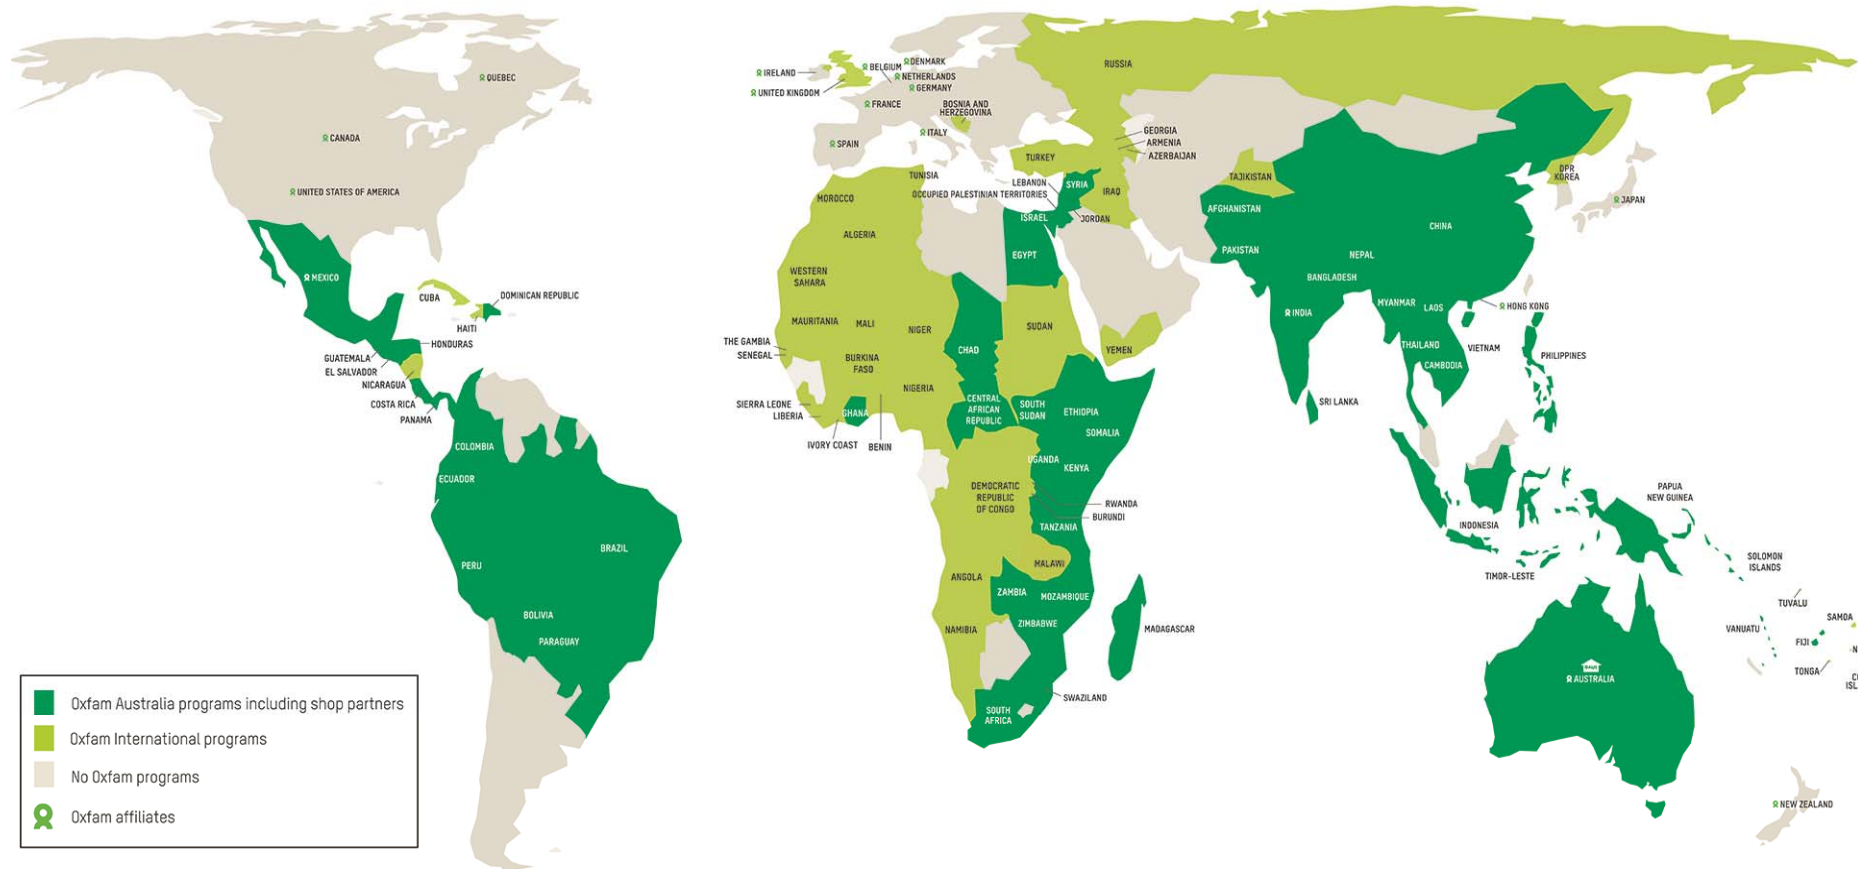 QUEBEC
CANADA
UNITED STATES OF AMERICA
MEXICO
CUBA
DOMINICAN REPUBLIC
HAITI
HONDURAS
GUATEMALA
EL SALVADOR
NICARAGUA
COSTA RICA
PANAMA
COLOMBIA
ECUADOR
BRAZIL
PERU
BOLIVIA
PARAGUAY
IRELAND
UNITED KINGDOM
BELGIUM
DENMARK
NETHERLANDS
GERMANY
FRANCE
BOSNIA AND
HERZEGOVINA
ITALY
SPAIN
RUSSIA
GEORGIA
ARMENIA
AZERBAIJAN
TURKEY
TUNISIA
LEBANON
SYRIA
OCCUPIED PALESTINIAN TERRITORIES
IRAQ
ISRAEL
JORDAN
MOROCCO
ALGERIA
EGYPT
WESTERN
SAHARA
MAURITANIA
MALI
NIGER
CHAD
SUDAN
YEMEN
THE GAMBIA
SENEGAL
BURKINA
FASO
NIGERIA
SIERRA LEONE
LIBERIA
GHANA
IVORY COAST
BENIN
CENTRAL
AFRICAN
REPUBLIC
SOUTH
SUDAN
ETHIOPIA
SOMALIA
UGANDA
KENYA
DEMOCRATIC
REPUBLIC
OF CONGO
RWANDA
BURUNDI
TANZANIA
MALAWI
ANGOLA
ZAMBIA
MOZAMBIQUE
NAMIBIA
ZIMBABWE
MADAGASCAR
SWAZILAND
SOUTH
AFRICA
TAJIKISTAN
AFGHANISTAN
PAKISTAN
CHINA
NEPAL
BANGLADESH
INDIA
MYANMAR
LAOS
HONG KONG
THAILAND
VIETNAM
CAMBODIA
PHILIPPINES
SRI LANKA
DPR
KOREA
JAPAN
INDONESIA
PAPUA
NEW GUINEA
TIMOR-LESTE
SOLOMON
ISLANDS
TUVALU
SAMOA
VANUATU
FIJI
N
TONGA
ISL
AUSTRALIA
NEW ZEALAND
Oxfam Australia programs including shop partners
Oxfam International programs
No Oxfam programs
Oxfam affiliates